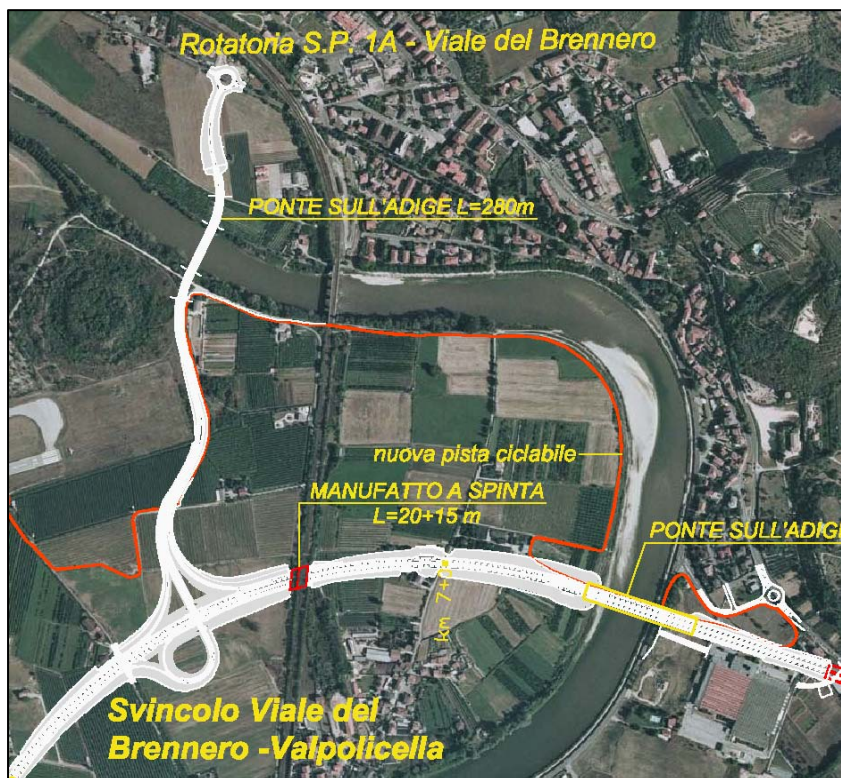 Rotatoria S.P. 1A - Viale del Brennero
PONTE SULL'ADIGE L=280m
nuova pista ciclabile
MANUFATTO A SPINTA
L=20+15 m
PONTE SULL'ADIGE
km
Svincolo Viale del
Brennero -Valpolicella